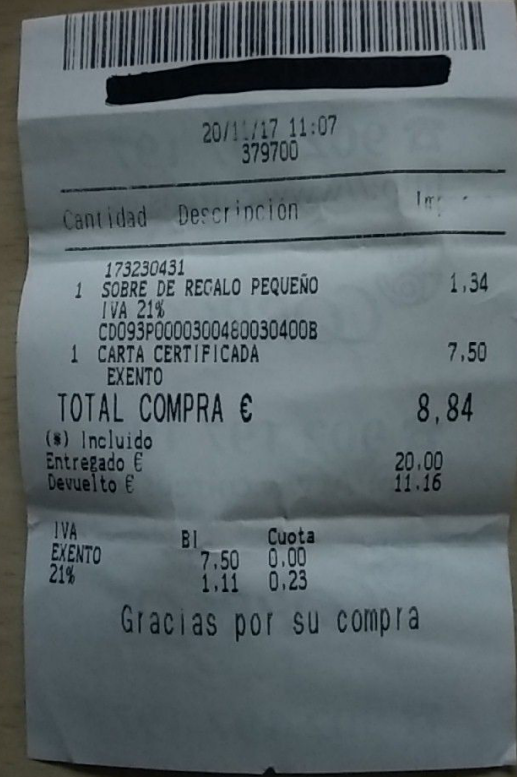 20/11/17 11:07
379700
Cantidad Descripción
173230431
1 SOBRE DE REGALO PEQUEÑO 1,34
IVA 21%
CD093P0000300480030400B
1 CARTA CERTIFICADA 7,50
EXENTO
TOTAL COMPRA € 8,84
(*) Incluido
Entregado € 20.00
Devuelto € 11.16
IVA BI Cuota
EXENTO 7.50 0.00
21% 1.11 0.23
Gracias por su compra